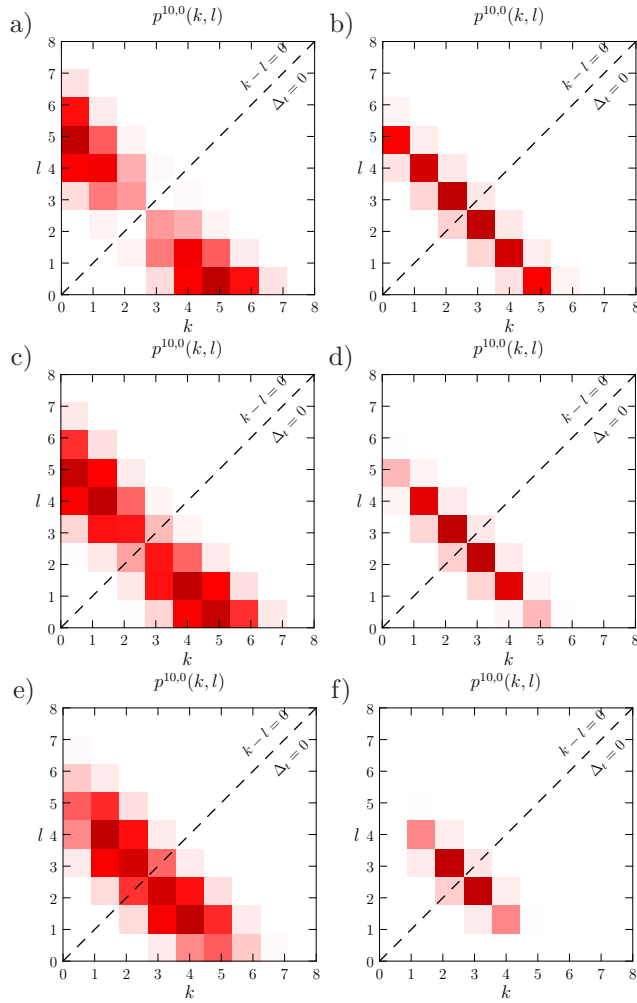 a)
p^{10,0}(k, l)
8
7
6
5
l 4
3
2
1
0
0 1 2 3 4 5 6 7 8
k
k − l = 0
Δ_t = 0
b)
p^{10,0}(k, l)
8
7
6
5
l 4
3
2
1
0
0 1 2 3 4 5 6 7 8
k
k − l = 0
Δ_t = 0
c)
p^{10,0}(k, l)
8
7
6
5
l 4
3
2
1
0
0 1 2 3 4 5 6 7 8
k
k − l = 0
Δ_t = 0
d)
p^{10,0}(k, l)
8
7
6
5
l 4
3
2
1
0
0 1 2 3 4 5 6 7 8
k
k − l = 0
Δ_t = 0
e)
p^{10,0}(k, l)
8
7
6
5
l 4
3
2
1
0
0 1 2 3 4 5 6 7 8
k
k − l = 0
Δ_t = 0
f)
p^{10,0}(k, l)
8
7
6
5
l 4
3
2
1
0
0 1 2 3 4 5 6 7 8
k
k − l = 0
Δ_t = 0